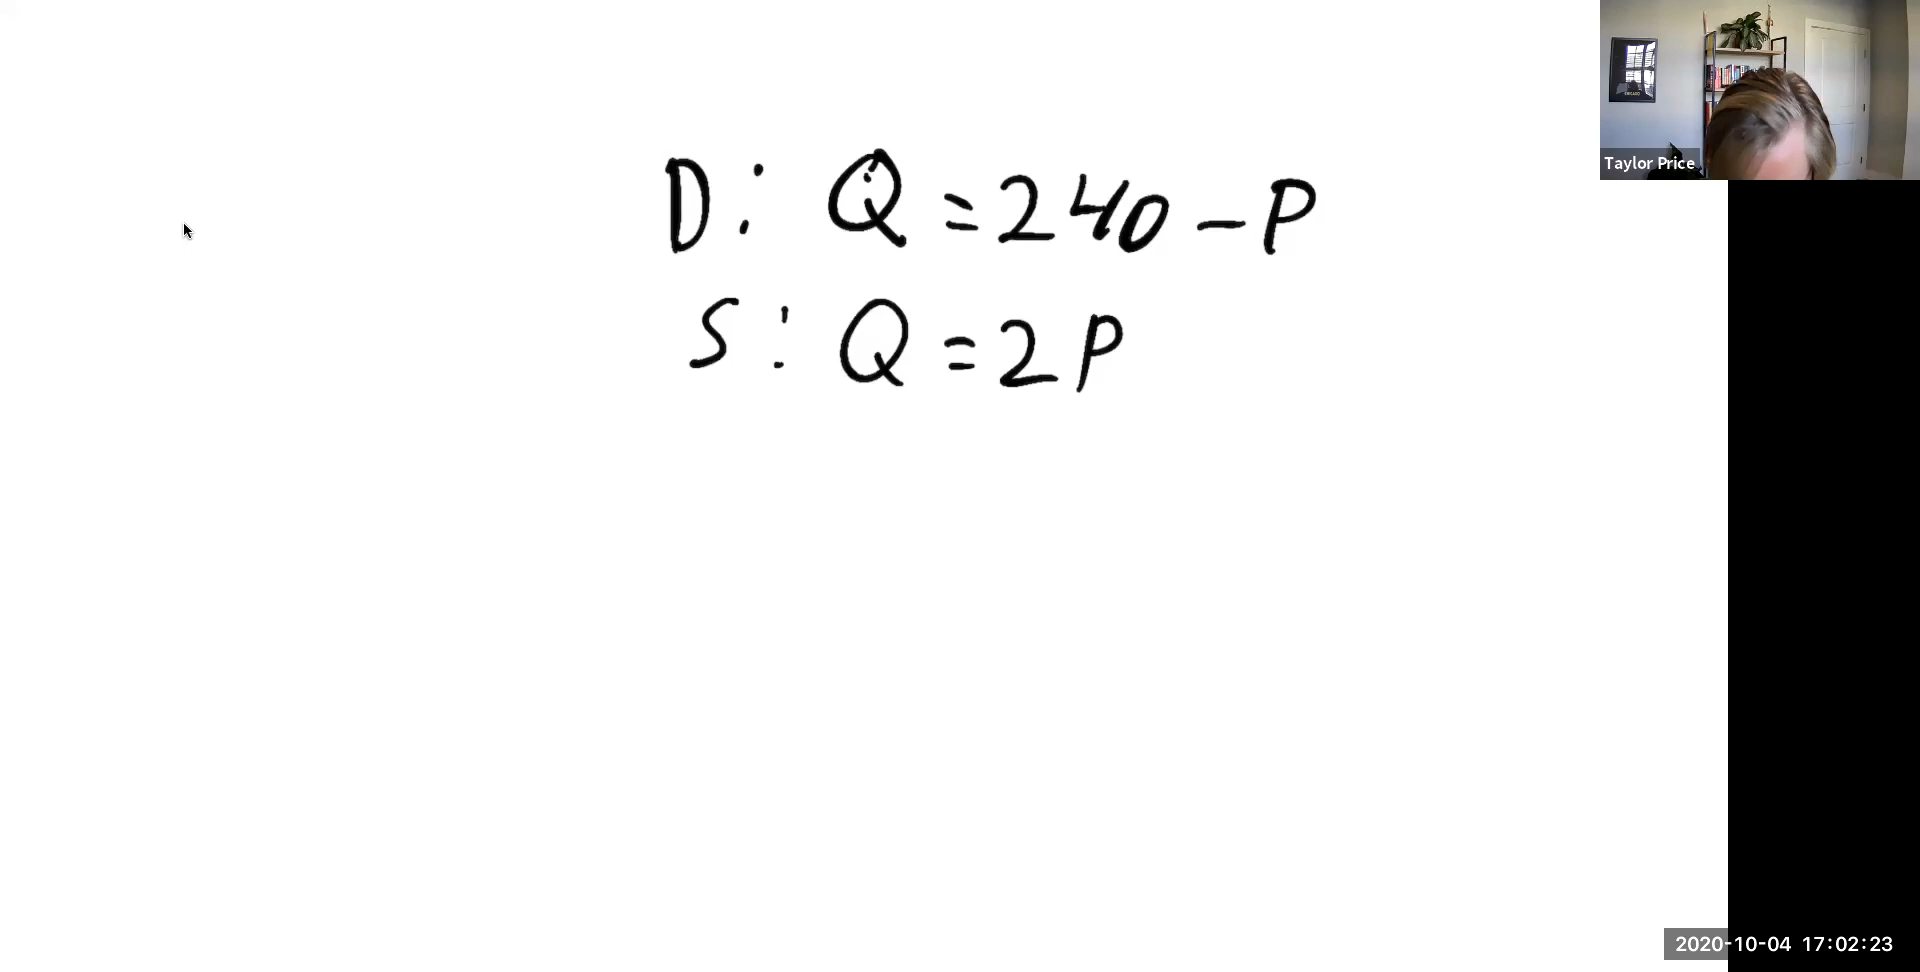 Taylor Price
D: Q = 240 - P
S: Q = 2P
2020-10-04 17:02:23